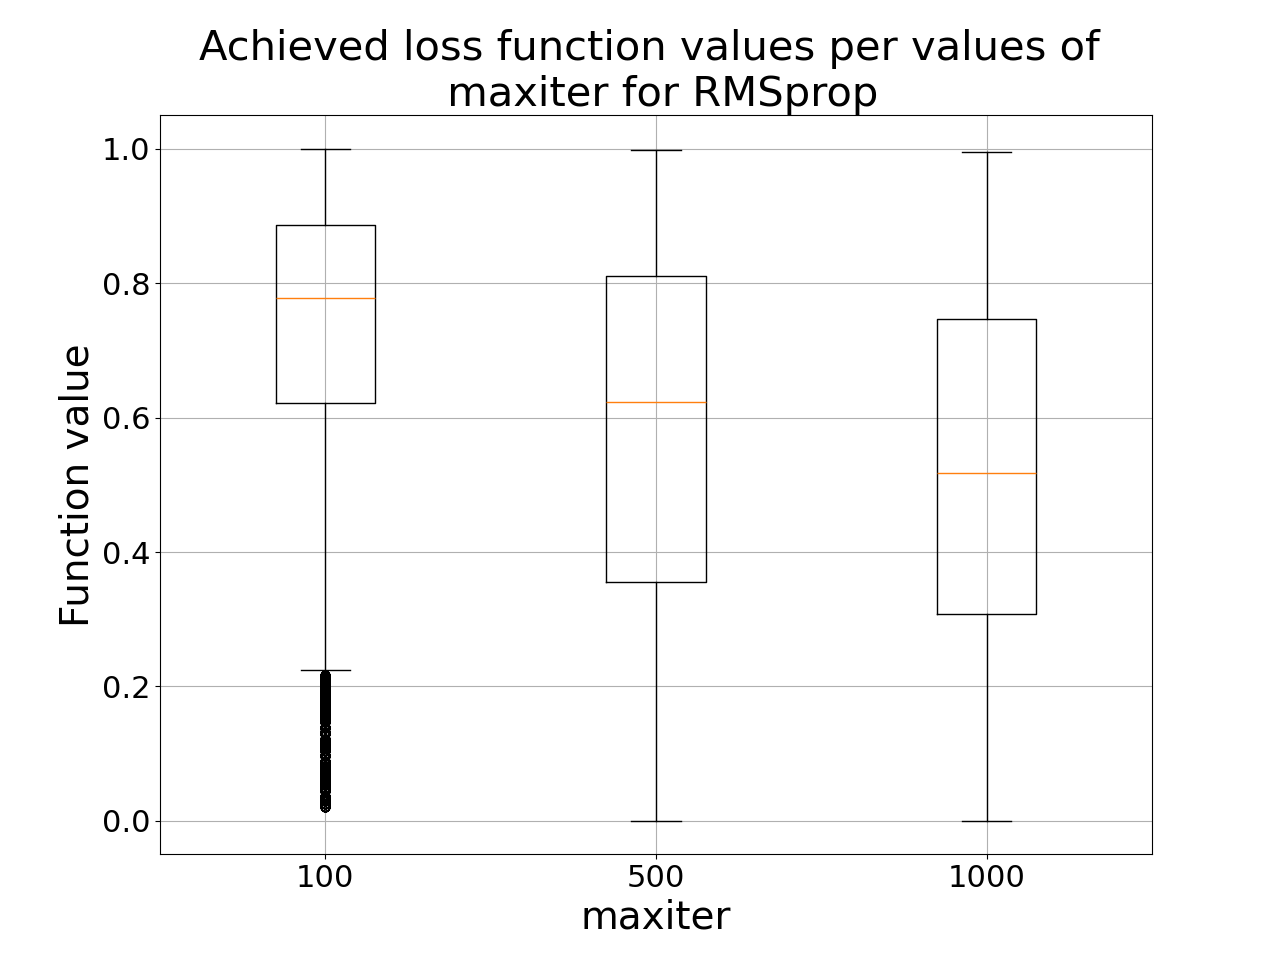 Achieved loss function values per values of
maxiter for RMSprop
1.0
0.8
0.6
0.4
0.2
0.0
Function value
100
500
1000
maxiter